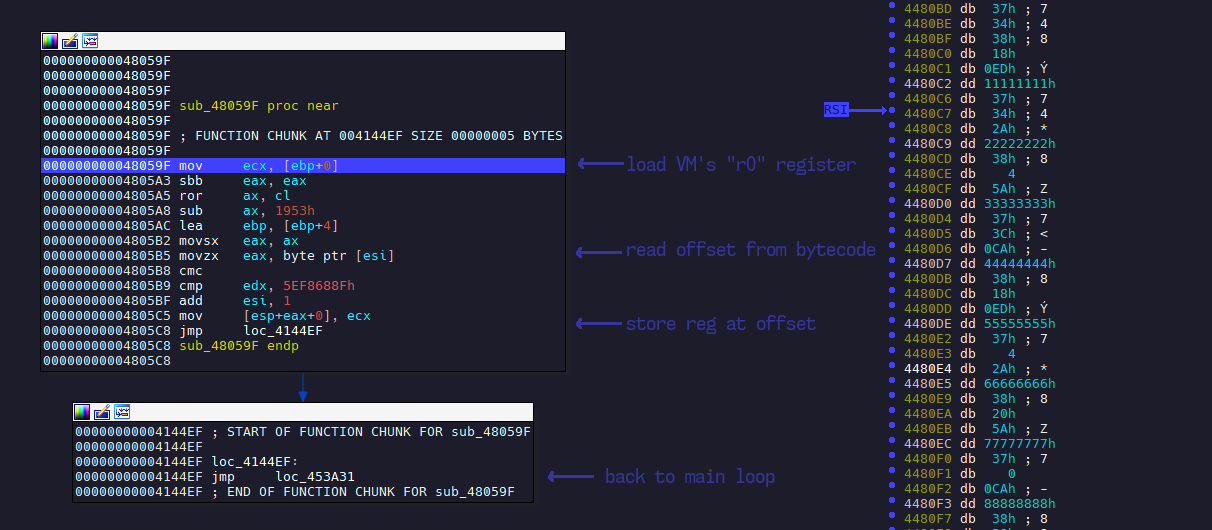 000000000048059F
000000000048059F
000000000048059F
000000000048059F sub_48059F proc near
000000000048059F
000000000048059F ; FUNCTION CHUNK AT 004144EF SIZE 00000005 BYTES
000000000048059F
000000000048059F mov ecx, [ebp+0]
00000000004805A3 sbb eax, eax
00000000004805A5 ror ax, cl
00000000004805A8 sub ax, 1953h
00000000004805AC lea ebp, [ebp+4]
00000000004805B2 movsx eax, ax
00000000004805B5 movzx eax, byte ptr [esi]
00000000004805B8 cmc
00000000004805B9 cmp edx, 5EF8688Fh
00000000004805BF add esi, 1
00000000004805C5 mov [esp+eax+0], ecx
00000000004805C8 jmp loc_4144EF
00000000004805C8 sub_48059F endp
00000000004805C8
load VM's "r0" register
read offset from bytecode
store reg at offset
00000000004144EF ; START OF FUNCTION CHUNK FOR sub_48059F
00000000004144EF
00000000004144EF loc_4144EF:
00000000004144EF jmp loc_453A31
00000000004144EF ; END OF FUNCTION CHUNK FOR sub_48059F
back to main loop
RSI
4480BD db 37h ; 7
4480BE db 34h ; 4
4480BF db 38h ; 8
4480C0 db 18h
4480C1 db 0EDh ; Ý
4480C2 dd 11111111h
4480C6 db 37h ; 7
4480C7 db 34h ; 4
4480C8 db 2Ah ; *
4480C9 dd 22222222h
4480CD db 38h ; 8
4480CE db 4
4480CF db 5Ah ; Z
4480D0 dd 33333333h
4480D4 db 37h ; 7
4480D5 db 3Ch ; <
4480D6 db 0CAh ; -
4480D7 dd 44444444h
4480DB db 38h ; 8
4480DC db 18h
4480DD db 0EDh ; Ý
4480DE dd 55555555h
4480E2 db 37h ; 7
4480E3 db 4
4480E4 db 2Ah ; *
4480E5 dd 66666666h
4480E9 db 38h ; 8
4480EA db 20h
4480EB db 5Ah ; Z
4480EC dd 77777777h
4480F0 db 37h ; 7
4480F1 db 0
4480F2 db 0CAh ; -
4480F3 dd 88888888h
4480F7 db 38h ; 8